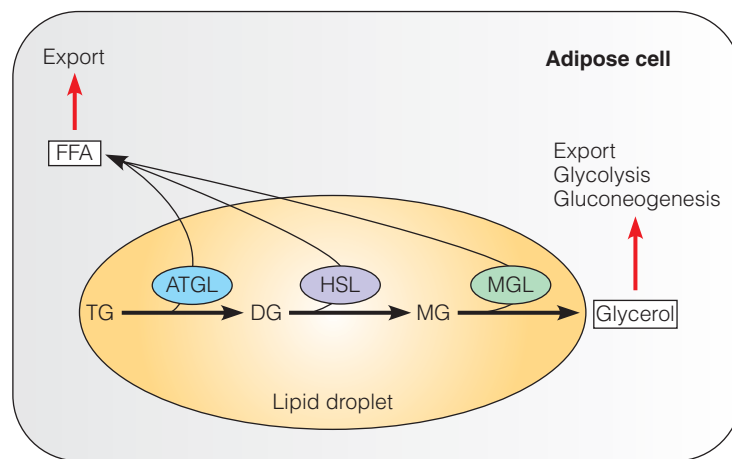 Export
Adipose cell
FFA
Export
Glycolysis
Gluconeogenesis
ATGL
HSL
MGL
TG
DG
MG
Glycerol
Lipid droplet